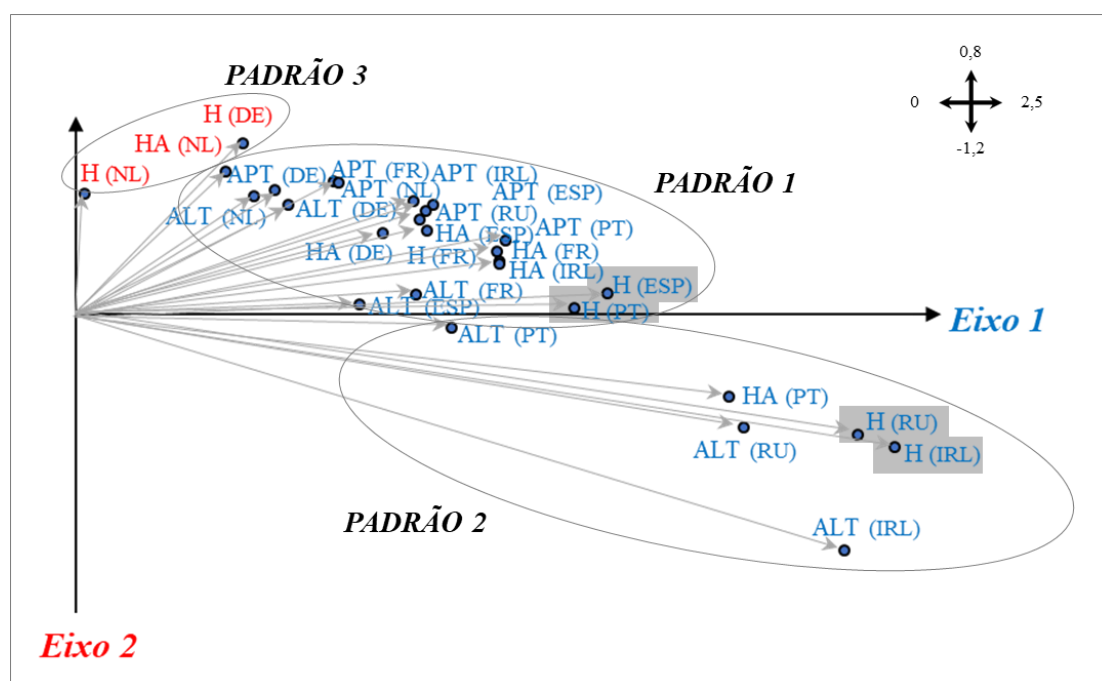 0,8
0
2,5
-1,2
PADRÃO 3
H (DE)
HA (NL)
H (NL)
PADRÃO 1
APT (DE)
APT (FR)
APT (IRL)
APT (NL)
APT (ESP)
ALT (NL)
ALT (DE)
APT (RU)
APT (PT)
HA (ESP)
HA (DE)
H (FR)
HA (FR)
HA (IRL)
H (ESP)
ALT (FR)
ALT (ESP)
H (PT)
Eixo 1
ALT (PT)
HA (PT)
H (RU)
ALT (RU)
H (IRL)
PADRÃO 2
ALT (IRL)
Eixo 2